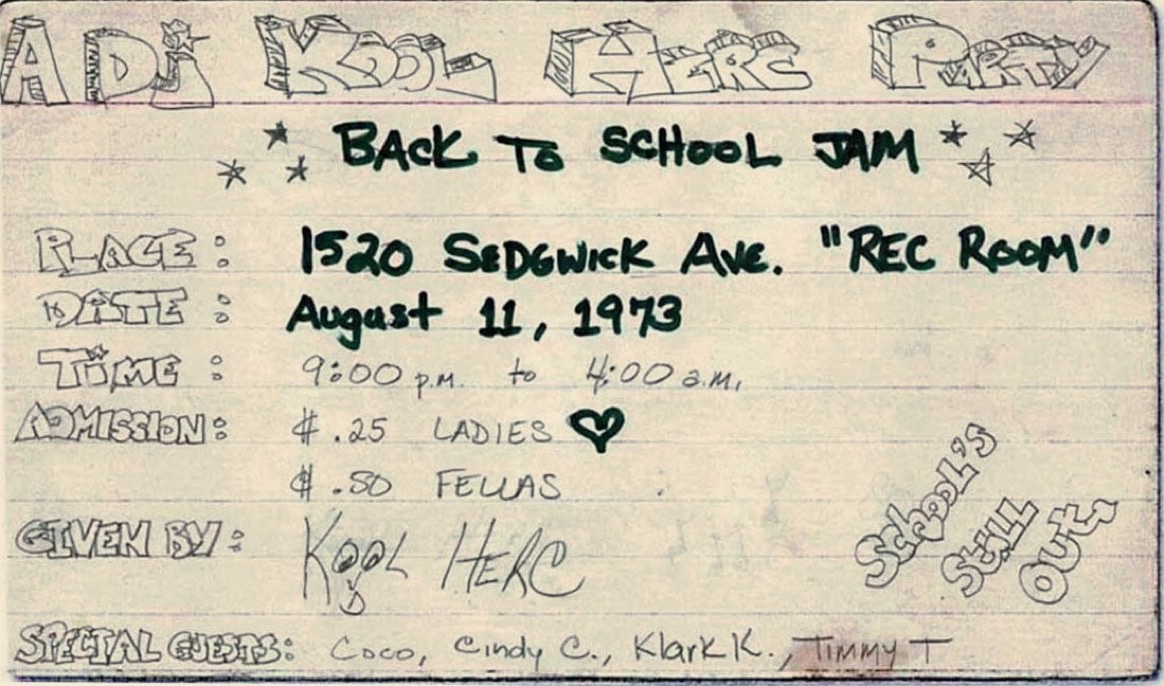 A DJ KOOL HERC PARTY
BACK TO SCHOOL JAM
PLACE: 1520 SEDGWICK AVE. "REC ROOM"
DATE: August 11, 1973
TIME: 9:00 p.m. to 4:00 a.m.
ADMISSION: $.25 LADIES
$.50 FELLAS
GIVEN BY: KOOL HERC
SPECIAL GUESTS: Coco, Cindy C., Klark K., Timmy T
School's
STiLL
OUT